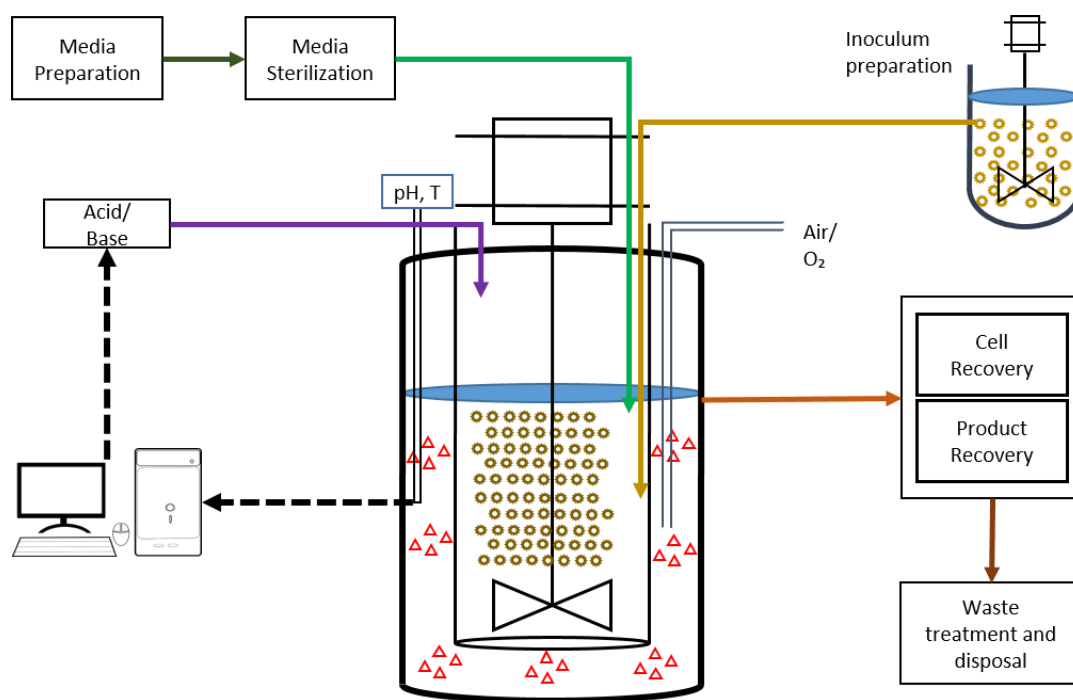 Media
Preparation
Media
Sterilization
Inoculum
preparation
pH, T
Acid/
Base
Air/
O₂
Cell
Recovery
Product
Recovery
Waste
treatment and
disposal